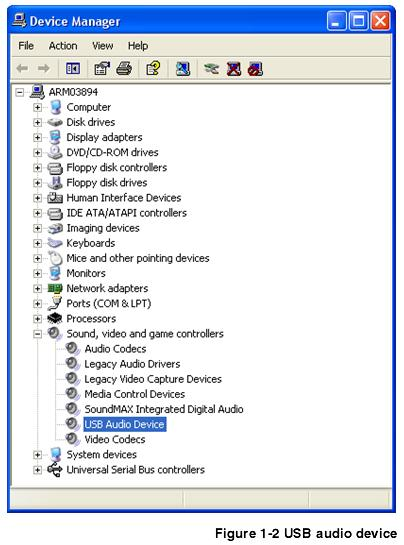 Device Manager
File Action View Help
ARM03894
Computer
Disk drives
Display adapters
DVD/CD-ROM drives
Floppy disk controllers
Floppy disk drives
Human Interface Devices
IDE ATA/ATAPI controllers
Imaging devices
Keyboards
Mice and other pointing devices
Monitors
Network adapters
Ports (COM & LPT)
Processors
Sound, video and game controllers
Audio Codecs
Legacy Audio Drivers
Legacy Video Capture Devices
Media Control Devices
SoundMAX Integrated Digital Audio
USB Audio Device
Video Codecs
System devices
Universal Serial Bus controllers
Figure 1-2 USB audio device